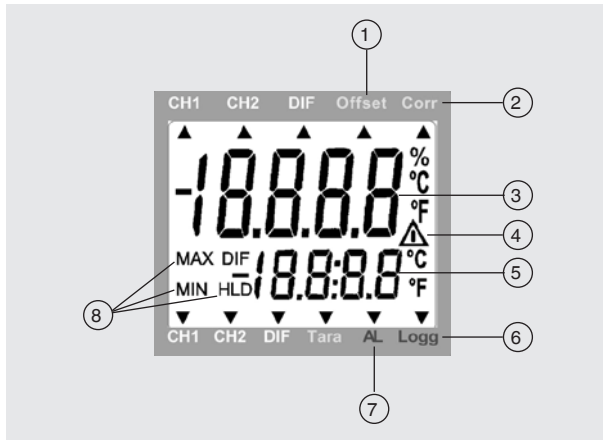 1
CH1 CH2 DIF Offset Corr
2
-18.8.8.8 % °C °F
3
4
MAX DIF -18.8:8.8 °C
5
MIN HLD °F
8
CH1 CH2 DIF Tara AL Logg
6
7